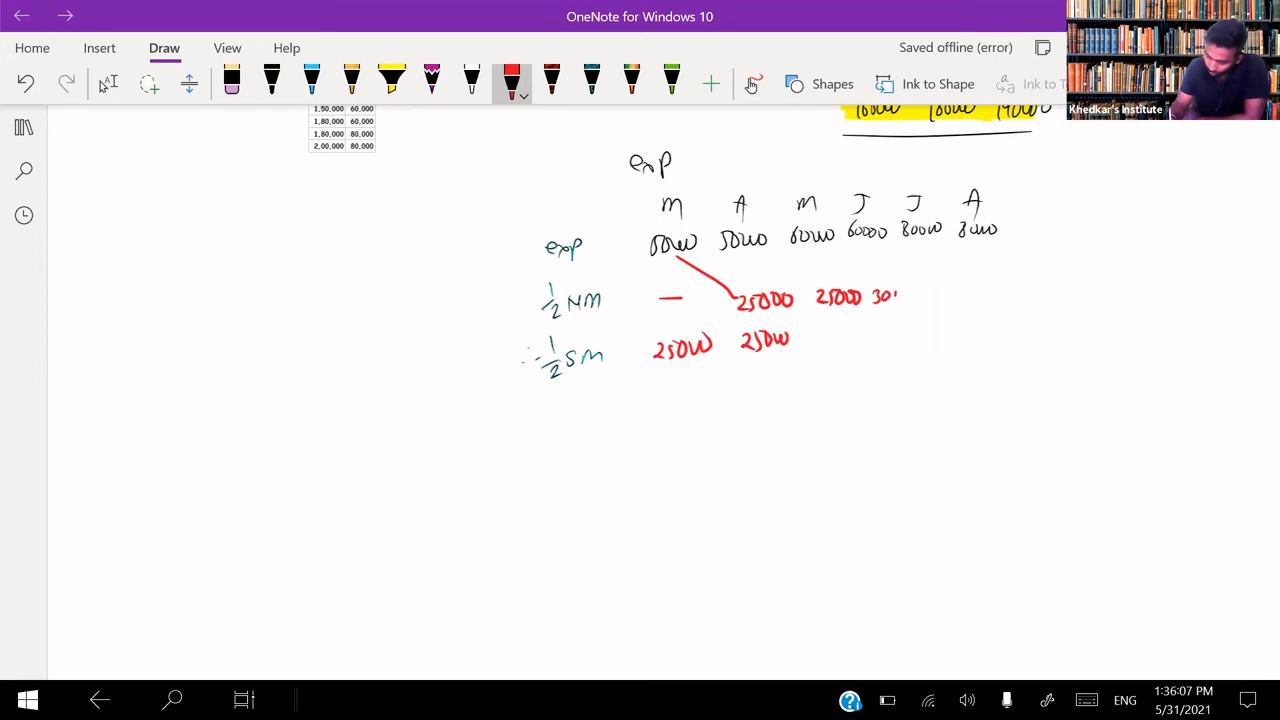 OneNote for Windows 10
Home Insert Draw View Help
Saved offline (error)
Shapes Ink to Shape Ink to T
1,50,000 60,000
1,80,000 60,000
1,80,000 80,000
2,00,000 80,000
Khedkar's Institute
exp
M A M J J A
exp 50000 50000 60000 60000 80000 80000
1/2 NM — 25000 25000 30
1/2 SM 25000 25000
ENG
1:36:07 PM
5/31/2021